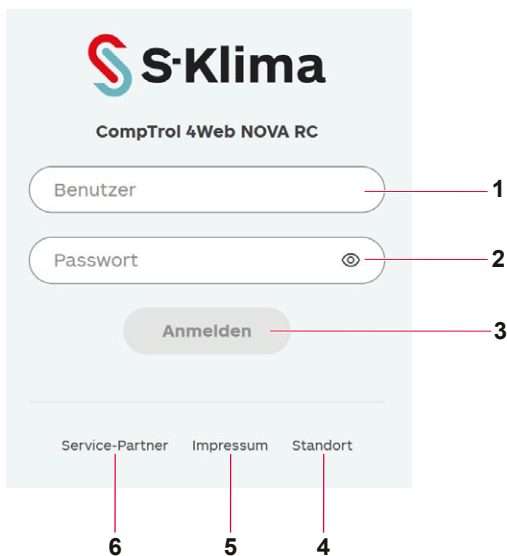 S-Klima
CompTrol 4Web NOVA RC
Benutzer 1
Passwort 2
Anmelden 3
Service-Partner Impressum Standort
6 5 4